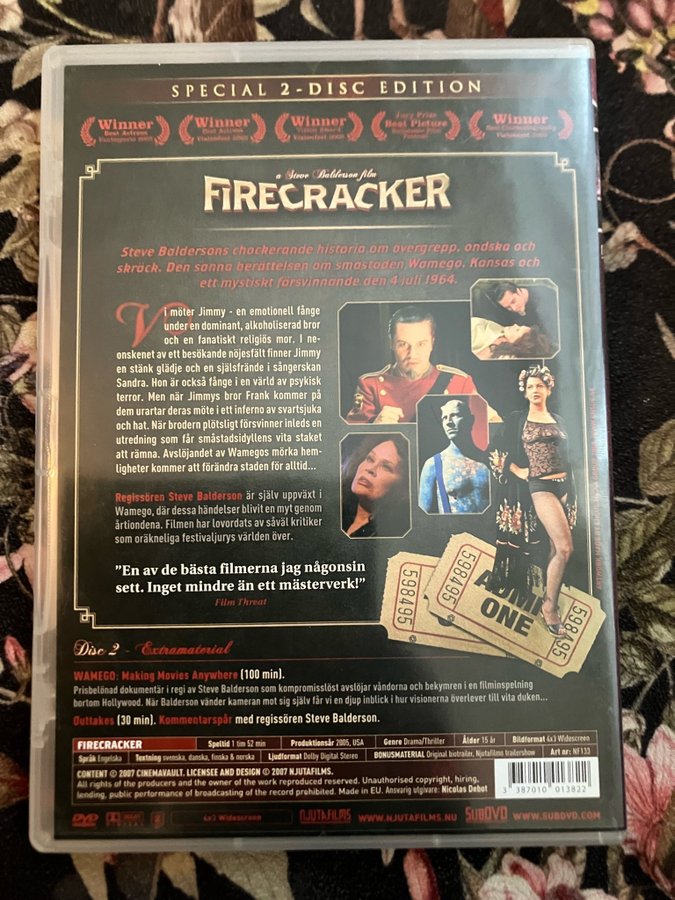 SPECIAL 2-DISC EDITION
Winner
Best Actress
Winner
Best Actress
Winner
Vision Award
Jury Prize
Best Picture
Winner
Best Cinematography
a Steve Balderson film
FIRECRACKER
Steve Baldersons chockerande historia om övergrepp, ondska och
skräck. Den sanna berättelsen om småstaden Wamego, Kansas och
ett mystiskt försvinnande den 4 juli 1964.
Vi möter Jimmy - en emotionell fånge
under en dominant, alkoholiserad bror
och en fanatiskt religiös mor. I ne-
onskenet av ett besökande nöjesfält finner Jimmy
en stänk glädje och en själsfrände i sångerskan
Sandra. Hon är också fånge i en värld av psykisk
terror. Men när Jimmys bror Frank kommer på
dem urartar deras möte i ett inferno av svartsjuka
och hat. När brodern plötsligt försvinner inleds en
utredning som får småstadsidyllens vita staket
att rämna. Avslöjandet av Wamegos mörka hem-
ligheter kommer att förändra staden för alltid...
Regissören Steve Balderson är själv uppväxt i
Wamego, där dessa händelser blivit en myt genom
årtiondena. Filmen har lovordats av såväl kritiker
som oräkneliga festivaljurys världen över.
"En av de bästa filmerna jag någonsin
sett. Inget mindre än ett mästerverk!"
Film Threat
598495
598495
ADMIT
ONE
598495
Disc 2 - Extramaterial
WAMEGO: Making Movies Anywhere (100 min).
Prisbelönad dokumentär i regi av Steve Balderson som kompromisslöst avslöjar våndorna och bekymren i en filminspelning
bortom Hollywood. När Balderson vänder kameran mot sig själv får vi en djup inblick i hur visionerna överlever till vita duken...
Outtakes (30 min). Kommentarspår med regissören Steve Balderson.
FIRECRACKER Speltid 1 tim 52 min Produktionsår 2005, USA Genre Drama/Thriller Ålder 15 år Bildformat 4x3 Widescreen
Språk Engelska Textning svenska, danska, finska & norska Ljudformat Dolby Digital Stereo BONUSMATERIAL Original biotrailer, Njutafilms trailershow Art nr: NF133
CONTENT © 2007 CINEMAVAULT. LICENSEE AND DESIGN © 2007 NJUTAFILMS.
All rights of the producers and the owner of the work reproduced reserved. Unauthorised copyright, hiring,
lending, public performance of broadcasting of the record prohibited. Made in EU. Ansvarig utgivare: Nicolas Debot
3 387010 013822
DVD 2 4x3 Widescreen NJUTAFILMS WWW.NJUTAFILMS.NU SUBDVD WWW.SUBDVD.COM